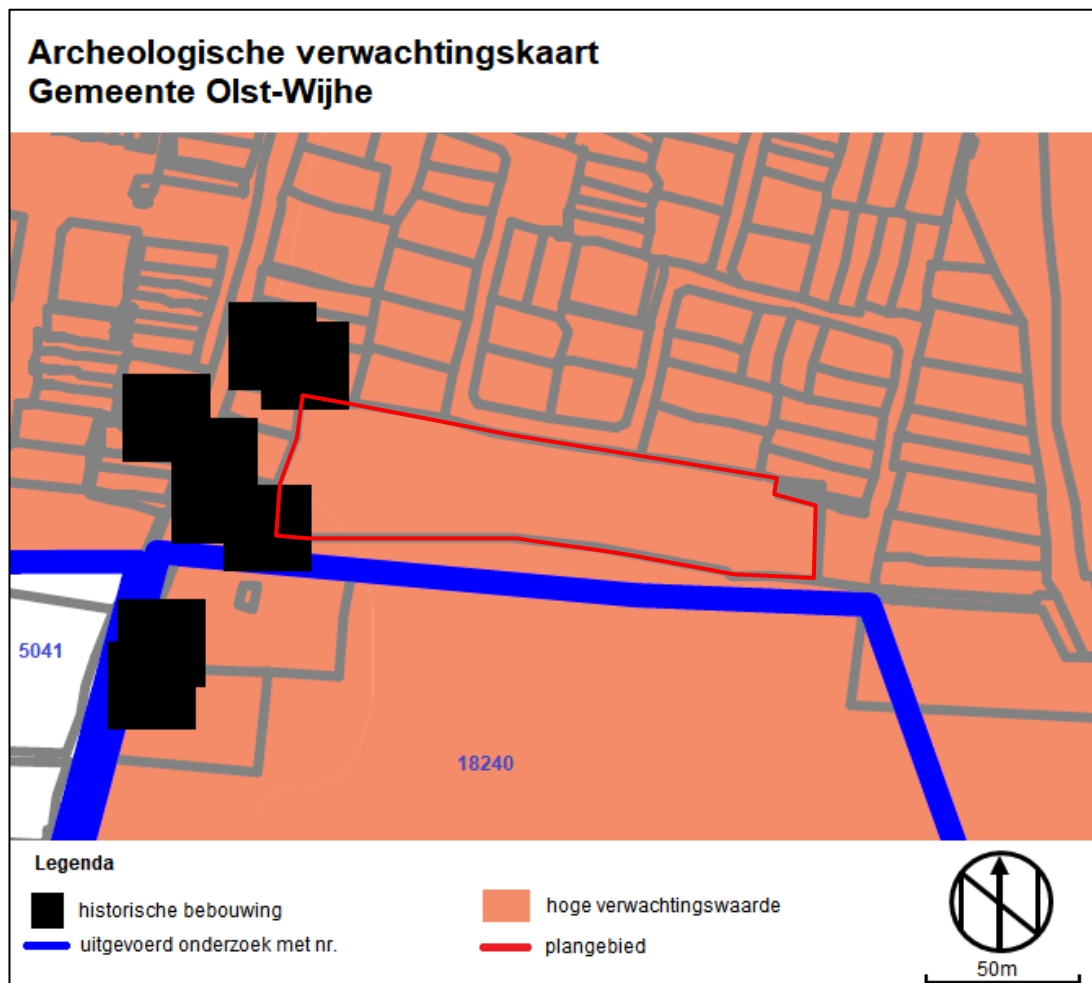 Archeologische verwachtingskaart
Gemeente Olst-Wijhe
5041
18240
Legenda
historische bebouwing
uitgevoerd onderzoek met nr.
hoge verwachtingswaarde
plangebied
50m